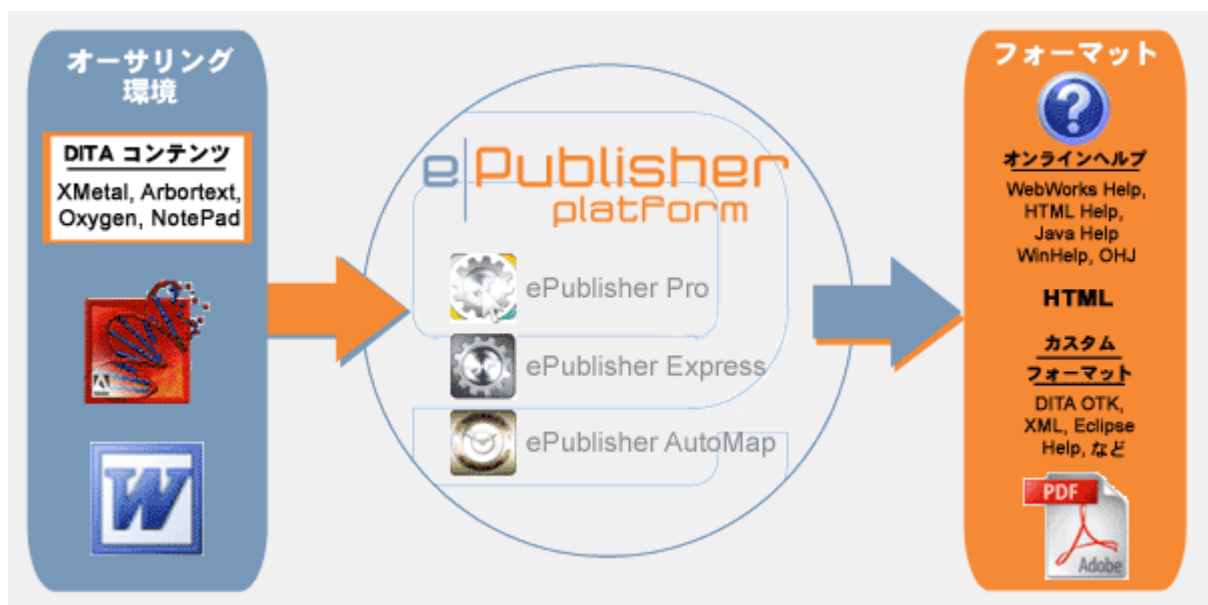 オーサリング
環境
DITA コンテンツ
XMetal, Arbortext,
Oxygen, NotePad
ePublisher
platform
ePublisher Pro
ePublisher Express
ePublisher AutoMap
フォーマット
オンラインヘルプ
WebWorks Help,
HTML Help,
Java Help
WinHelp, OHJ
HTML
カスタム
フォーマット
DITA OTK,
XML, Eclipse
Help, など
PDF
Adobe